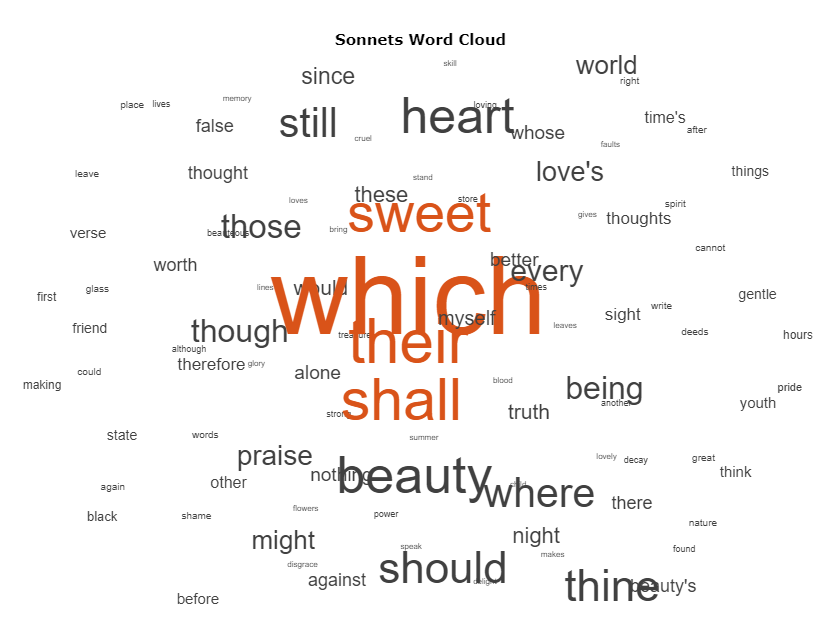 Sonnets Word Cloud
skill
world
since
right
memory
loving
place
lives
heart
time's
still
false
whose
after
cruel
faults
love's
things
thought
leave
stand
these
store
loves
spirit
sweet
gives
thoughts
those
bring
verse
beauteous
cannot
better
worth
every
would
lines
times
glass
first
gentle
which
write
myself
sight
leaves
friend
though
deeds
hours
treasure
their
although
therefore
glory
alone
could
blood
making
being
pride
shall
another
youth
truth
strong
state
words
summer
praise
lovely
decay
great
nothing
beauty
think
other
again
child
where
there
flowers
black
shame
power
nature
night
might
speak
found
makes
disgrace
should
against
delight
thine
beauty's
before